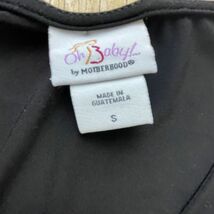 Oh Baby!
by MOTHERHOOD®
MADE IN
GUATEMALA
S